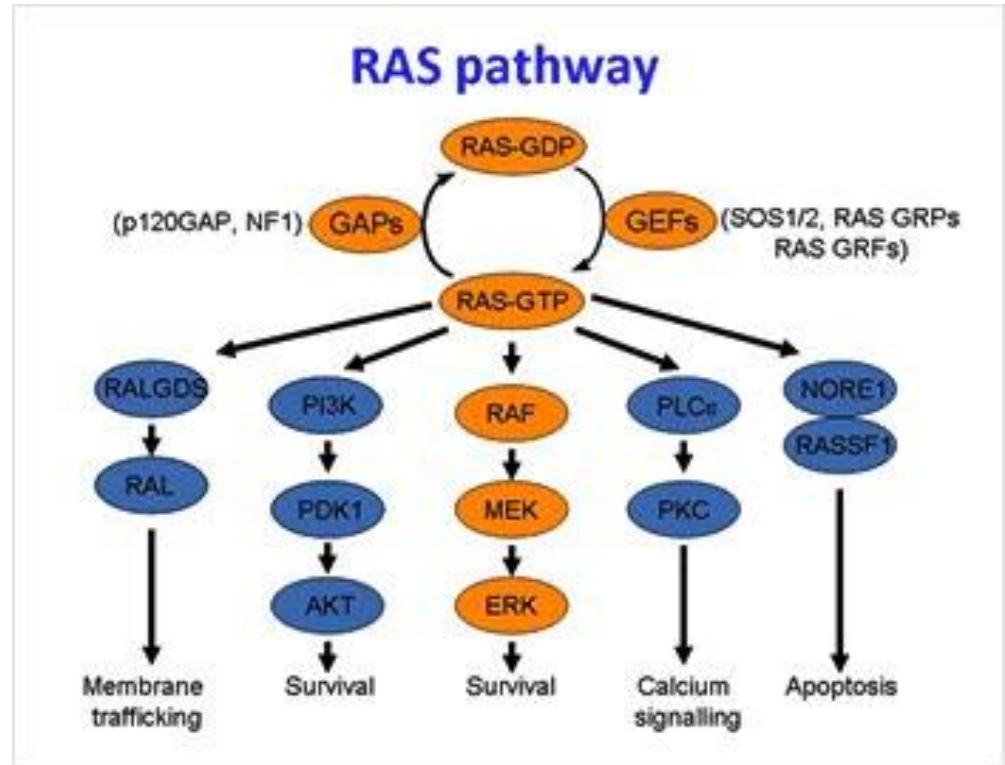 RAS pathway
RAS-GDP
(p120GAP, NF1)
GAPs
GEFs
(SOS1/2, RAS GRPs
RAS GRFs)
RAS-GTP
RALGDS
PI3K
RAF
PLCε
NORE1
RASSF1
RAL
PDK1
MEK
PKC
AKT
ERK
Membrane
trafficking
Survival
Survival
Calcium
signalling
Apoptosis